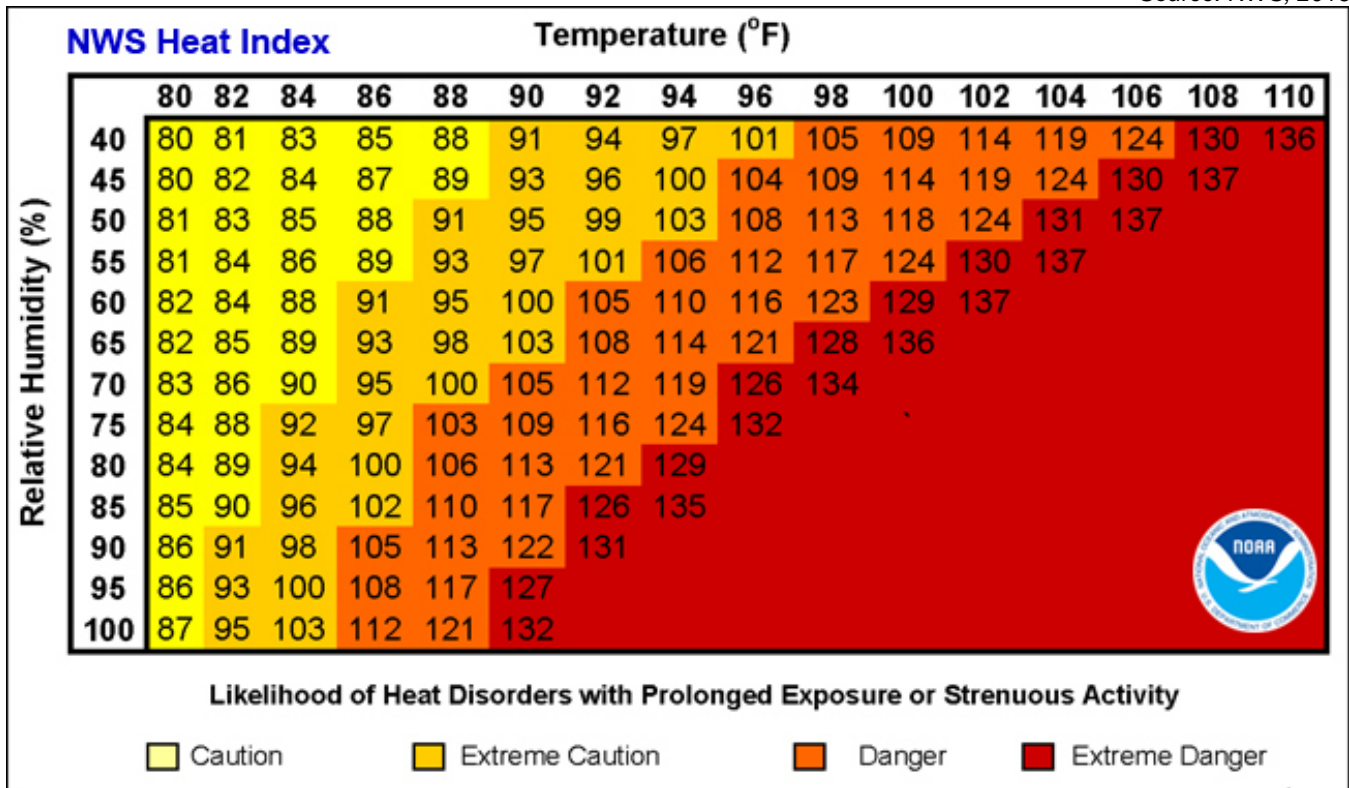 NWS Heat Index
Temperature (°F)
Relative Humidity (%)
80 82 84 86 88 90 92 94 96 98 100 102 104 106 108 110
40 80 81 83 85 88 91 94 97 101 105 109 114 119 124 130 136
45 80 82 84 87 89 93 96 100 104 109 114 119 124 130 137
50 81 83 85 88 91 95 99 103 108 113 118 124 131 137
55 81 84 86 89 93 97 101 106 112 117 124 130 137
60 82 84 88 91 95 100 105 110 116 123 129 137
65 82 85 89 93 98 103 108 114 121 128 136
70 83 86 90 95 100 105 112 119 126 134
75 84 88 92 97 103 109 116 124 132
80 84 89 94 100 106 113 121 129
85 85 90 96 102 110 117 126 135
90 86 91 98 105 113 122 131
95 86 93 100 108 117 127
100 87 95 103 112 121 132
NOAA
Likelihood of Heat Disorders with Prolonged Exposure or Strenuous Activity
Caution
Extreme Caution
Danger
Extreme Danger